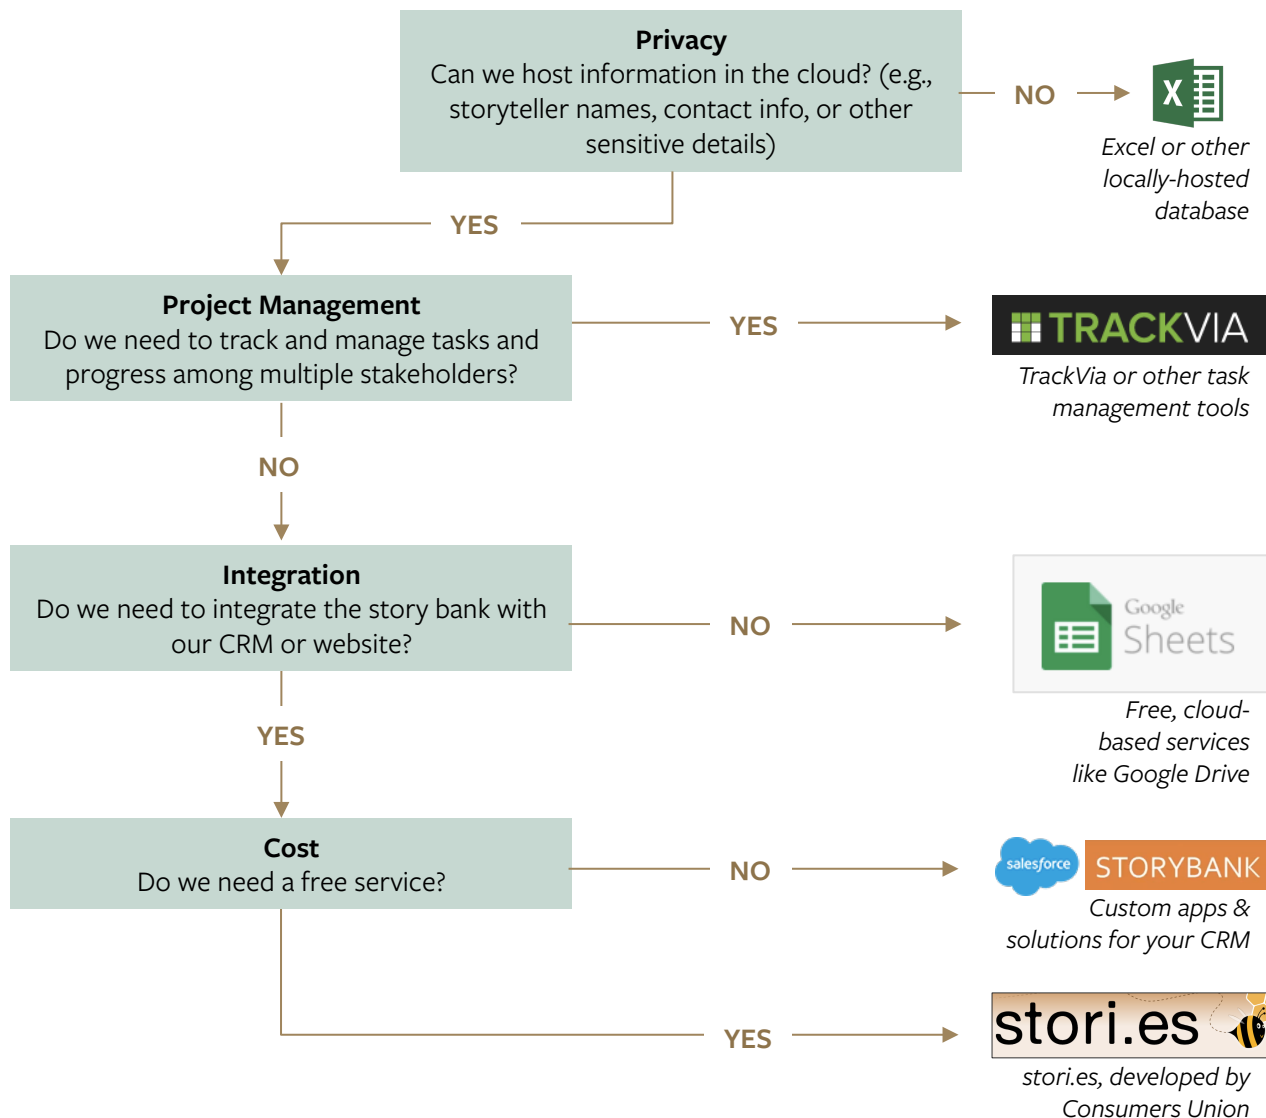 Privacy
Can we host information in the cloud? (e.g.,
storyteller names, contact info, or other
sensitive details)
NO
X
Excel or other
locally-hosted
database
YES
Project Management
Do we need to track and manage tasks and
progress among multiple stakeholders?
YES
TRACKVIA
TrackVia or other task
management tools
NO
Integration
Do we need to integrate the story bank with
our CRM or website?
NO
Google
Sheets
Free, cloud-
based services
like Google Drive
YES
Cost
Do we need a free service?
NO
salesforce
STORYBANK
Custom apps &
solutions for your CRM
YES
stori.es
stori.es, developed by
Consumers Union